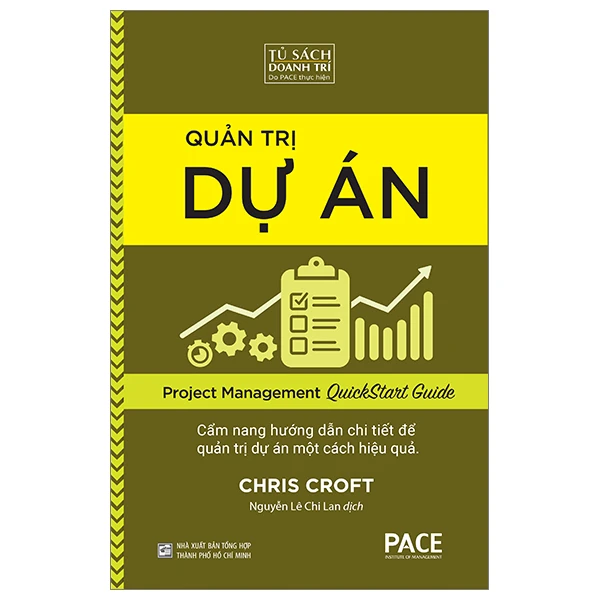 TỦ SÁCH
DOANH TRÍ
Do PACE thực hiện
QUẢN TRỊ
DỰ ÁN
Project Management QuickStart Guide
Cẩm nang hướng dẫn chi tiết để
quản trị dự án một cách hiệu quả.
CHRIS CROFT
Nguyễn Lê Chi Lan dịch
NHÀ XUẤT BẢN TỔNG HỢP
THÀNH PHỐ HỒ CHÍ MINH
PACE
INSTITUTE OF MANAGEMENT